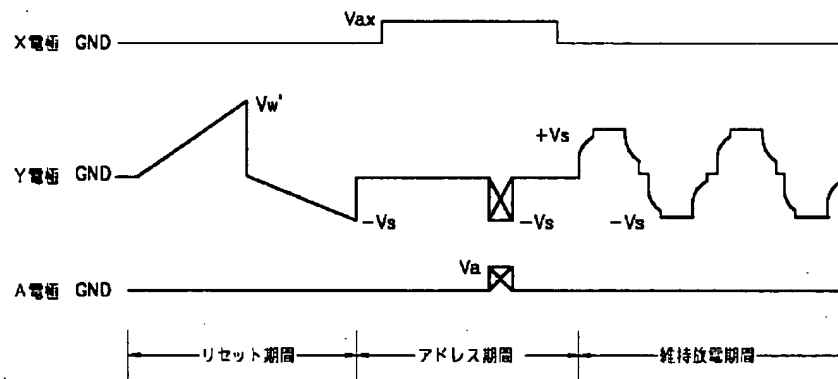 Vax
X電極 GND
Vw'
+Vs
Y電極 GND
−Vs
−Vs
−Vs
Va
A電極 GND
リセット期間
アドレス期間
維持放電期間